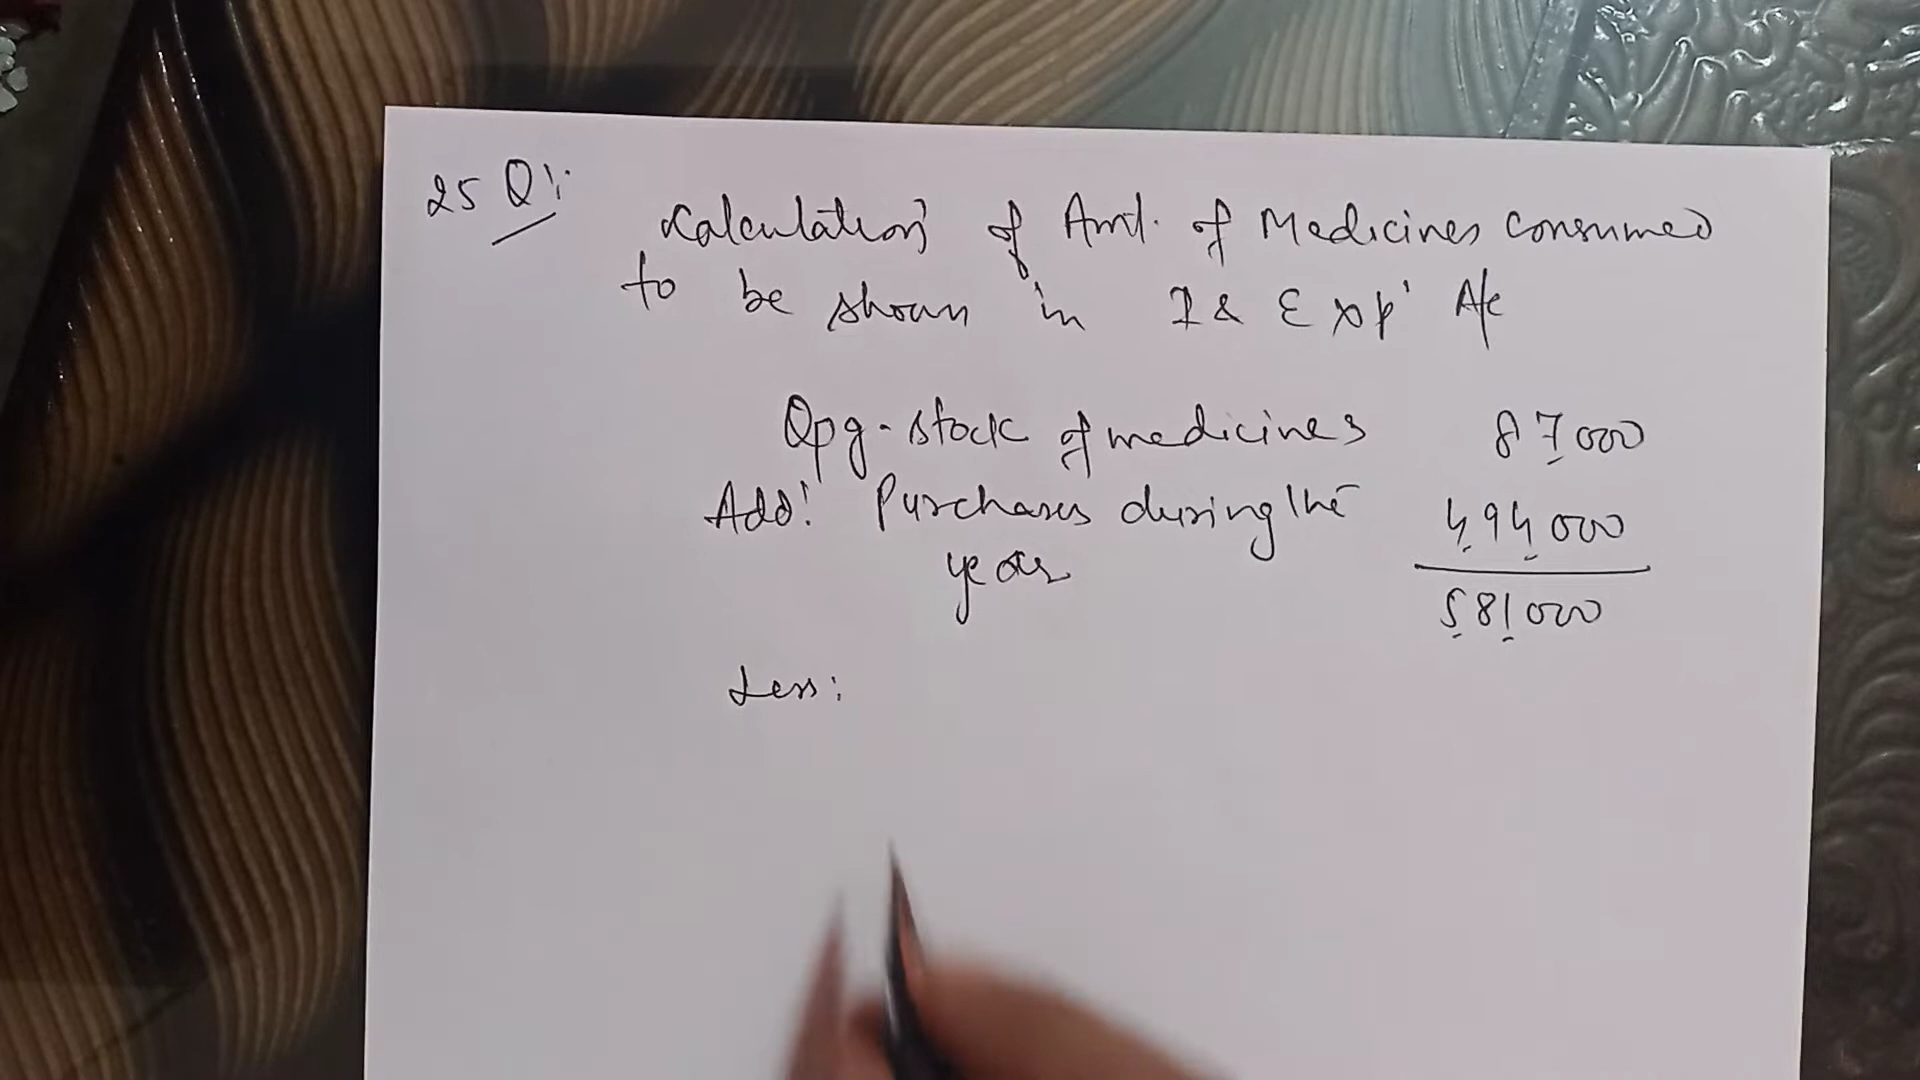 25 Q1:
Calculation of Amt. of Medicines consumed
to be shown in I & Exp' A/c
Opg. stock of medicines 87000
Add: Purchases during the 494000
year
581000
Less: